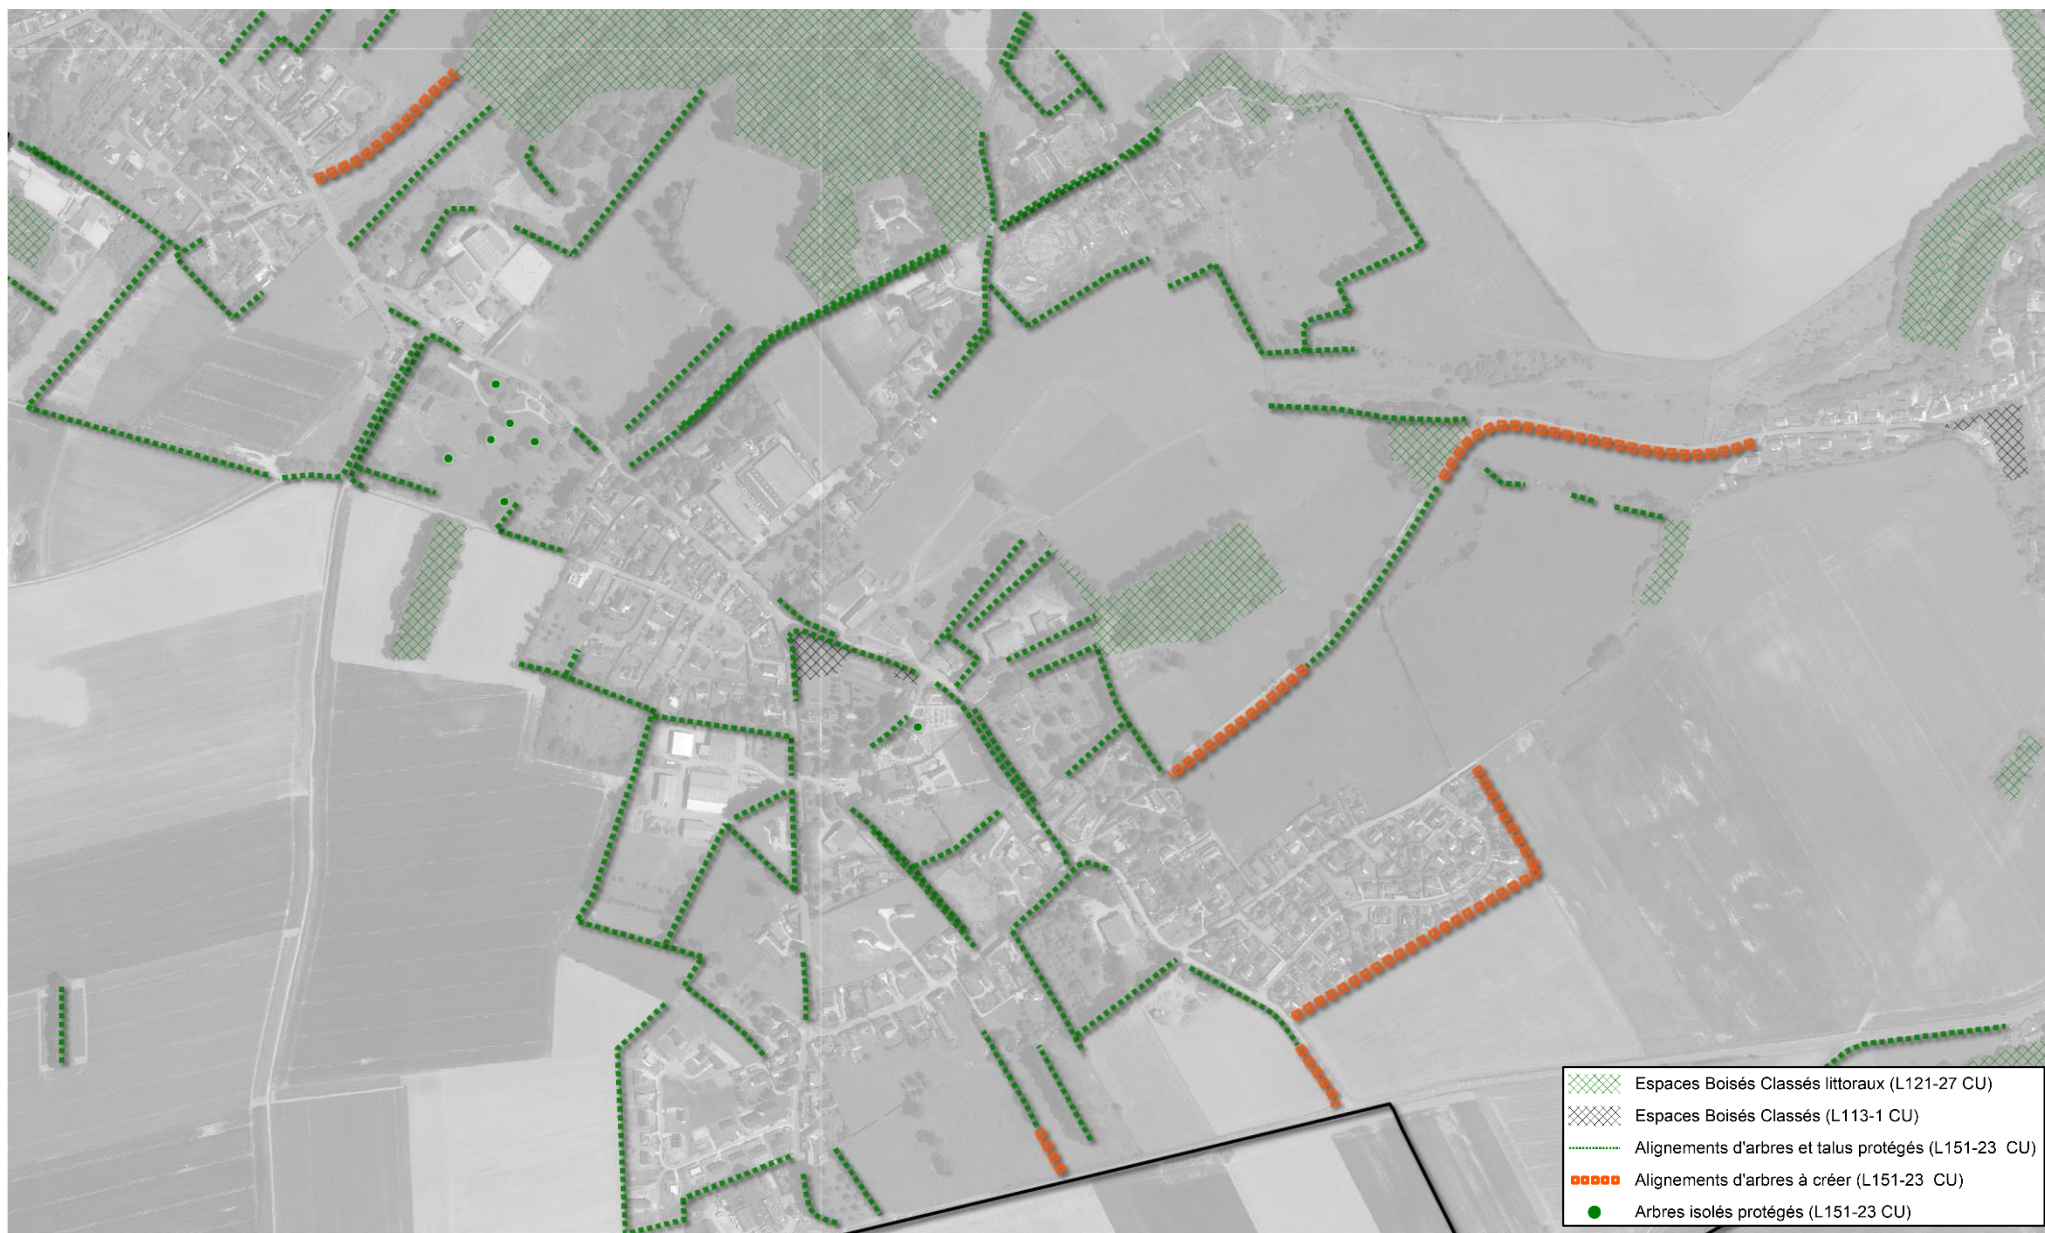 Espaces Boisés Classés littoraux (L121-27 CU)
Espaces Boisés Classés (L113-1 CU)
Alignements d'arbres et talus protégés (L151-23 CU)
Alignements d'arbres à créer (L151-23 CU)
Arbres isolés protégés (L151-23 CU)